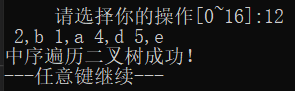 请选择你的操作[0~16]:12
2,b 1,a 4,d 5,e
中序遍历二叉树成功!
---任意键继续---